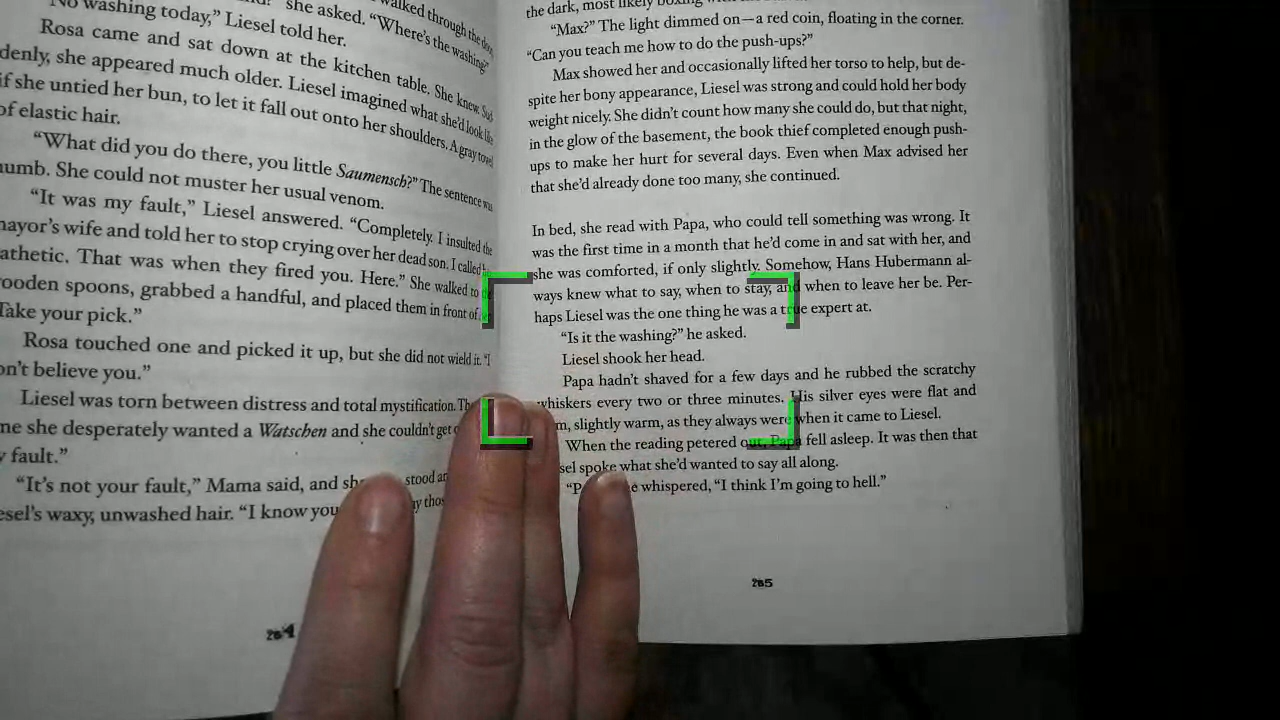 No washing today,” Liesel told her.
she asked. “Where’s the washing?”
walked through the door,
Rosa came and sat down at the kitchen table. She knew. Sud
denly, she appeared much older. Liesel imagined what she’d look like
if she untied her bun, to let it fall out onto her shoulders. A gray towel
of elastic hair.
“What did you do there, you little Saumensch?” The sentence was
numb. She could not muster her usual venom.
“It was my fault,” Liesel answered. “Completely. I insulted the
mayor’s wife and told her to stop crying over her dead son. I called
athetic. That was when they fired you. Here.” She walked to
ooden spoons, grabbed a handful, and placed them in front of
Take your pick.”
Rosa touched one and picked it up, but she did not wield it. “I
on’t believe you.”
Liesel was torn between distress and total mystification. Th
ne she desperately wanted a Watschen and she couldn’t get
y fault.”
“It’s not your fault,” Mama said, and sh stood an
esel’s waxy, unwashed hair. “I know you y thos
264
the dark, most likely boxing
“Max?” The light dimmed on—a red coin, floating in the corner.
“Can you teach me how to do the push-ups?”
Max showed her and occasionally lifted her torso to help, but de-
spite her bony appearance, Liesel was strong and could hold her body
weight nicely. She didn’t count how many she could do, but that night,
in the glow of the basement, the book thief completed enough push-
ups to make her hurt for several days. Even when Max advised her
that she’d already done too many, she continued.
In bed, she read with Papa, who could tell something was wrong. It
was the first time in a month that he’d come in and sat with her, and
she was comforted, if only slightly. Somehow, Hans Hubermann al-
ways knew what to say, when to stay, and when to leave her be. Per-
haps Liesel was the one thing he was a true expert at.
“Is it the washing?” he asked.
Liesel shook her head.
Papa hadn’t shaved for a few days and he rubbed the scratchy
whiskers every two or three minutes. His silver eyes were flat and
m, slightly warm, as they always were when it came to Liesel.
When the reading petered out, Papa fell asleep. It was then that
sel spoke what she’d wanted to say all along.
“P e whispered, “I think I’m going to hell.”
265